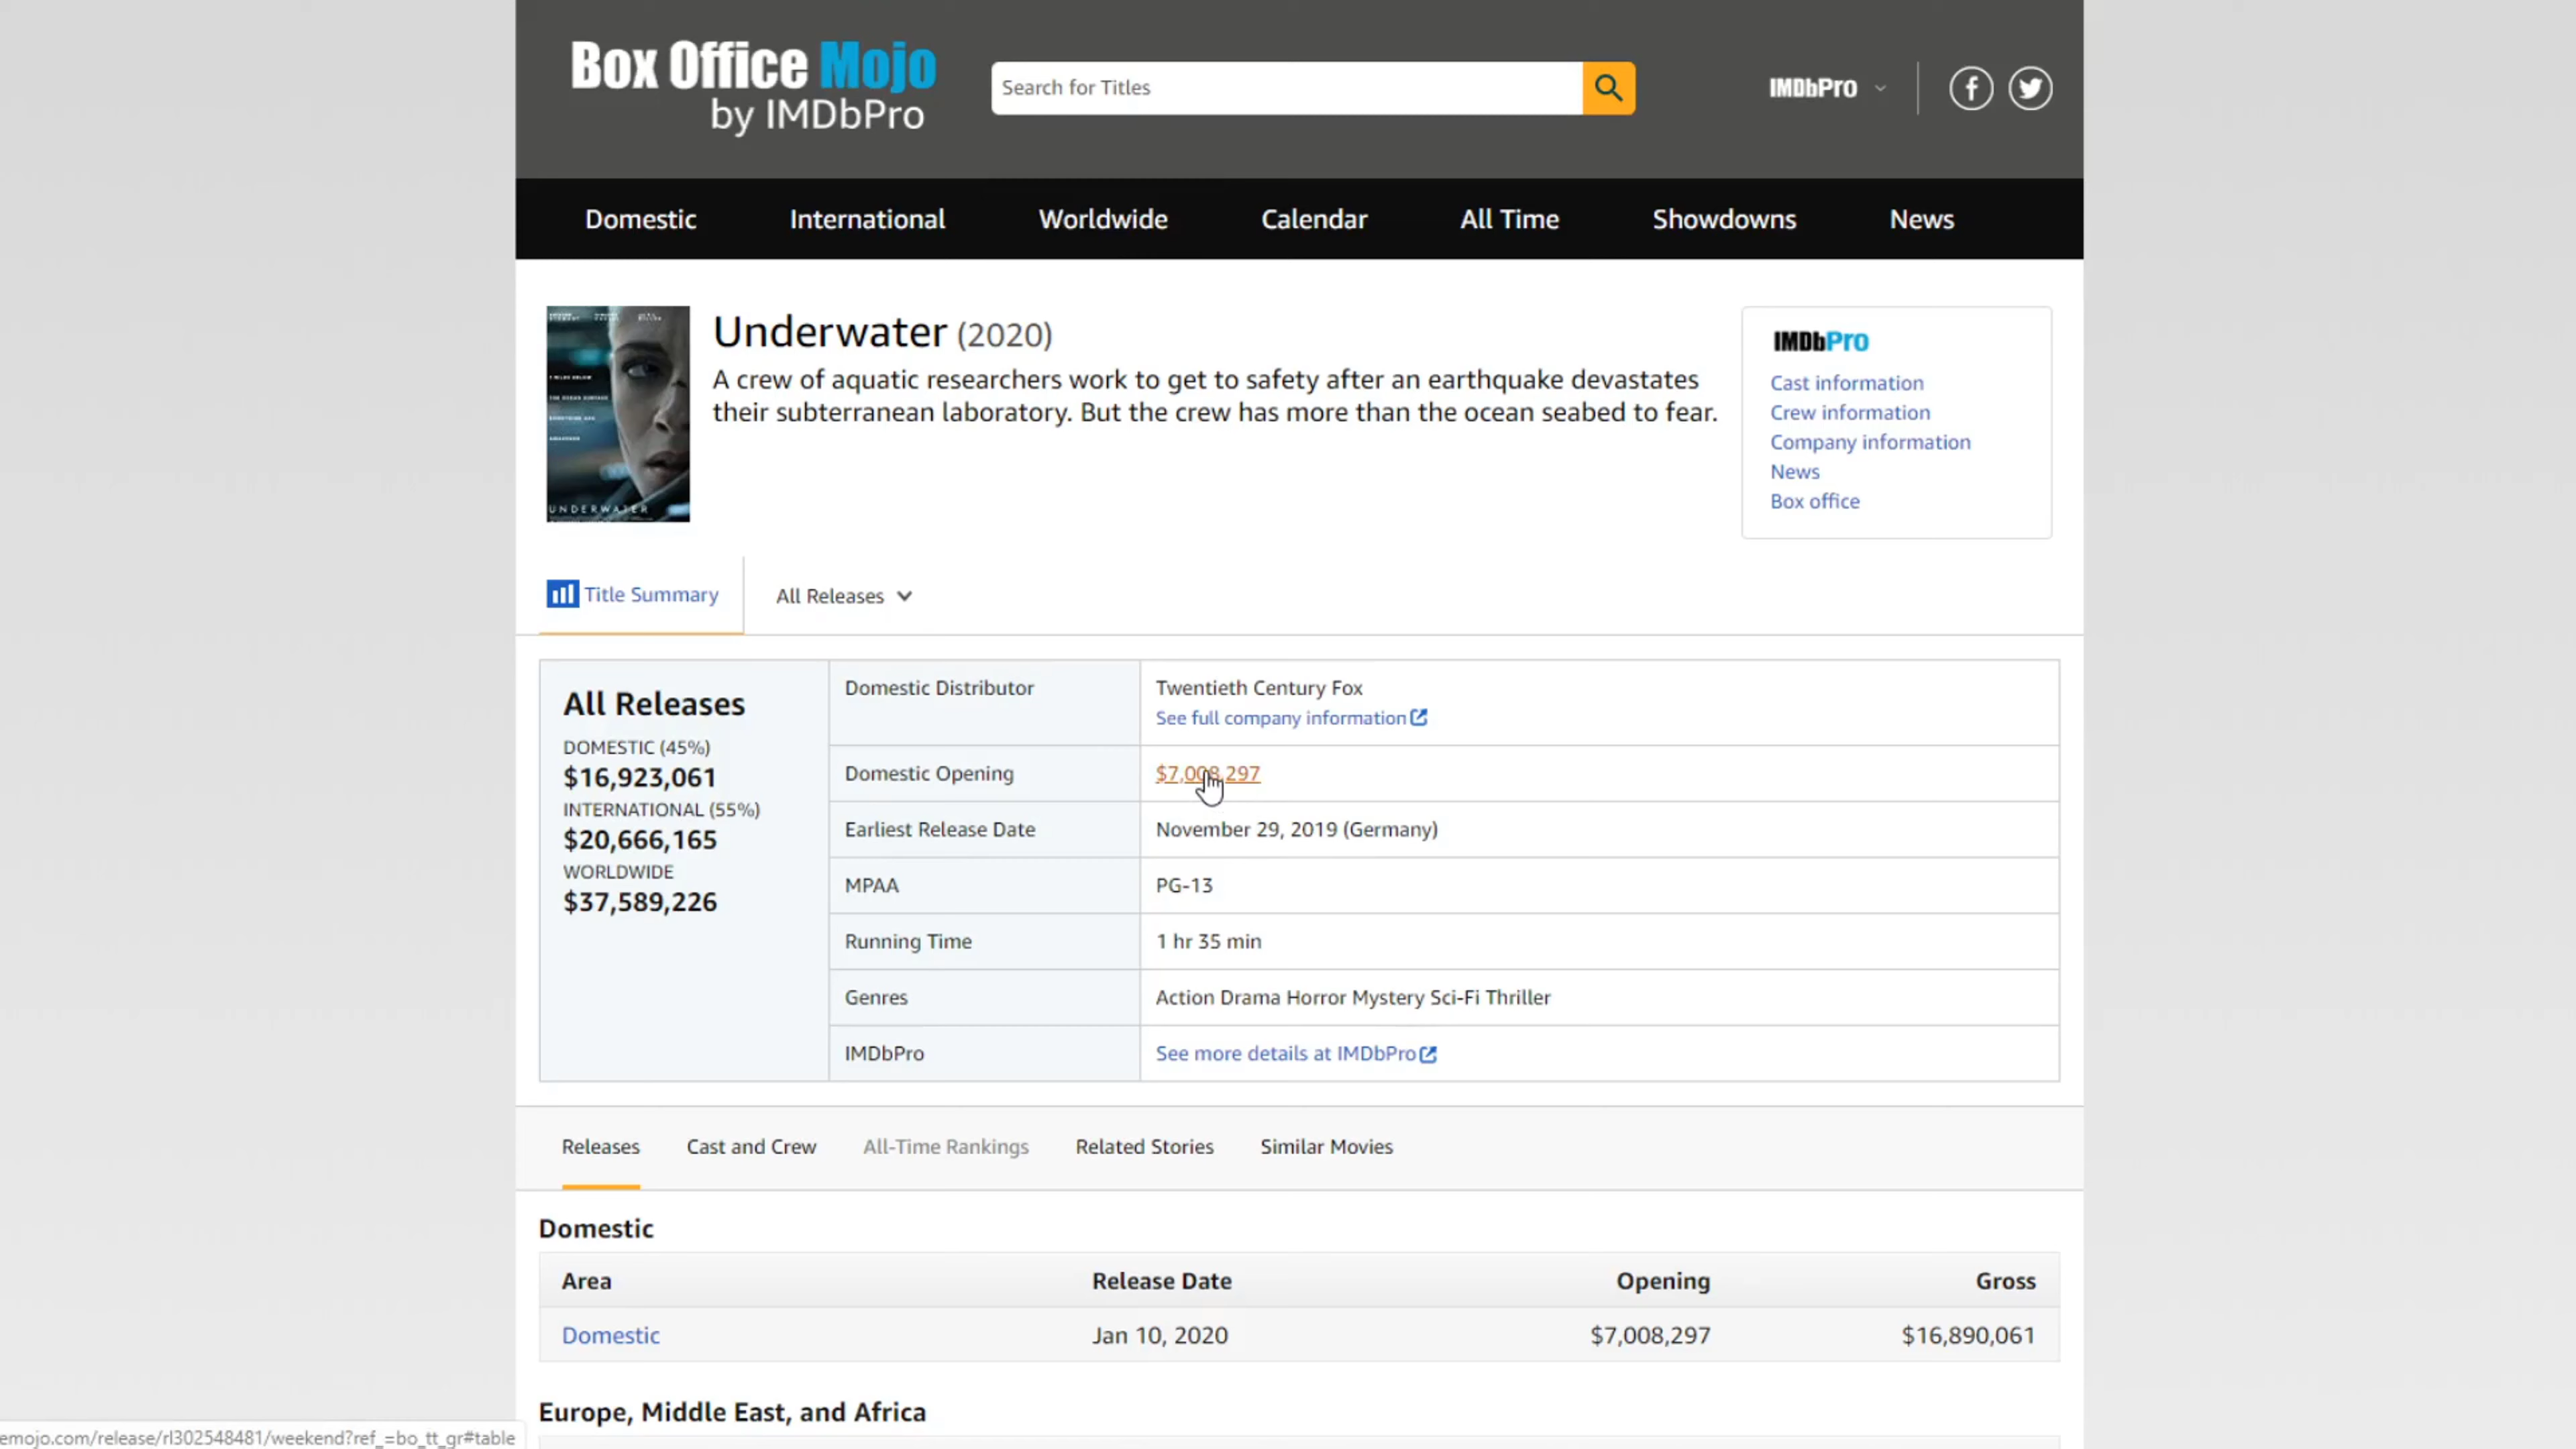 Box Office Mojo
by IMDbPro
Search for Titles
IMDbPro
Domestic International Worldwide Calendar All Time Showdowns News
Underwater (2020)
A crew of aquatic researchers work to get to safety after an earthquake devastates
their subterranean laboratory. But the crew has more than the ocean seabed to fear.
UNDERWATER
IMDbPro
Cast information
Crew information
Company information
News
Box office
Title Summary
All Releases
All Releases
DOMESTIC (45%)
$16,923,061
INTERNATIONAL (55%)
$20,666,165
WORLDWIDE
$37,589,226
Domestic Distributor Twentieth Century Fox
See full company information
Domestic Opening $7,008,297
Earliest Release Date November 29, 2019 (Germany)
MPAA PG-13
Running Time 1 hr 35 min
Genres Action Drama Horror Mystery Sci-Fi Thriller
IMDbPro See more details at IMDbPro
Releases Cast and Crew All-Time Rankings Related Stories Similar Movies
Domestic
Area Release Date Opening Gross
Domestic Jan 10, 2020 $7,008,297 $16,890,061
Europe, Middle East, and Africa
emojo.com/release/rl302548481/weekend?ref_=bo_tt_gr#table